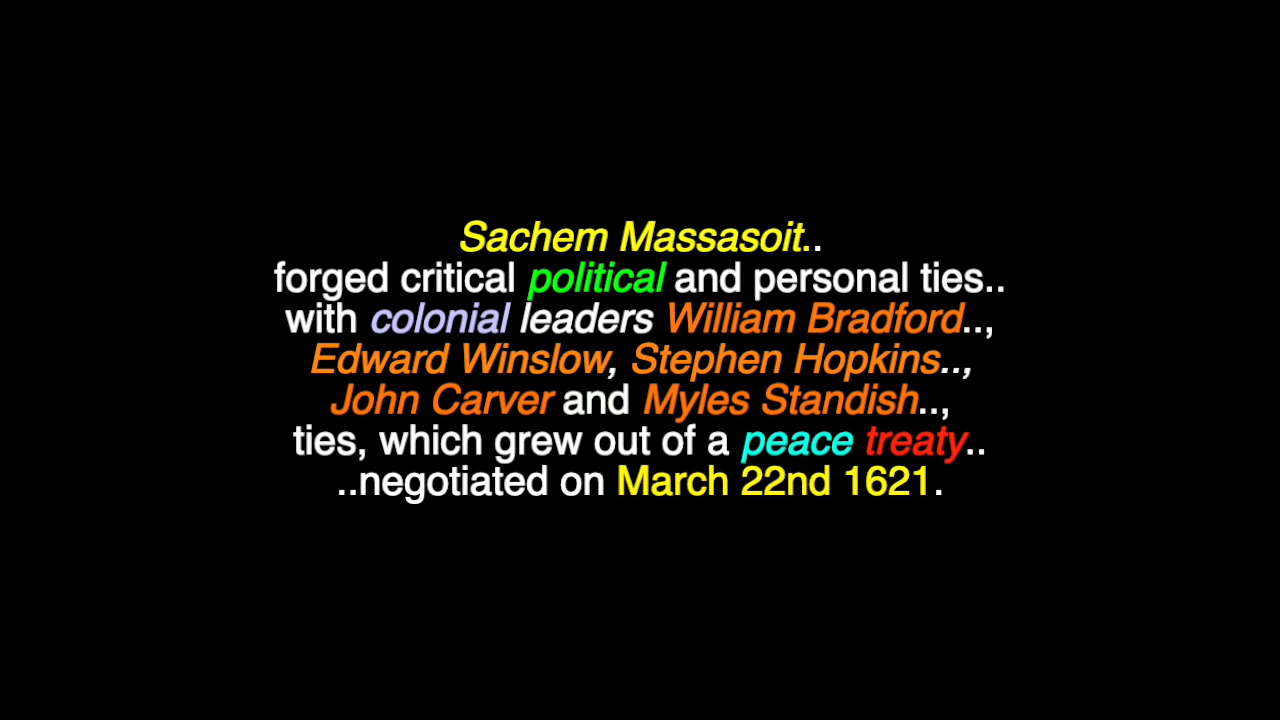 Sachem Massasoit..
forged critical political and personal ties..
with colonial leaders William Bradford..,
Edward Winslow, Stephen Hopkins..,
John Carver and Myles Standish..,
ties, which grew out of a peace treaty..
..negotiated on March 22nd 1621.